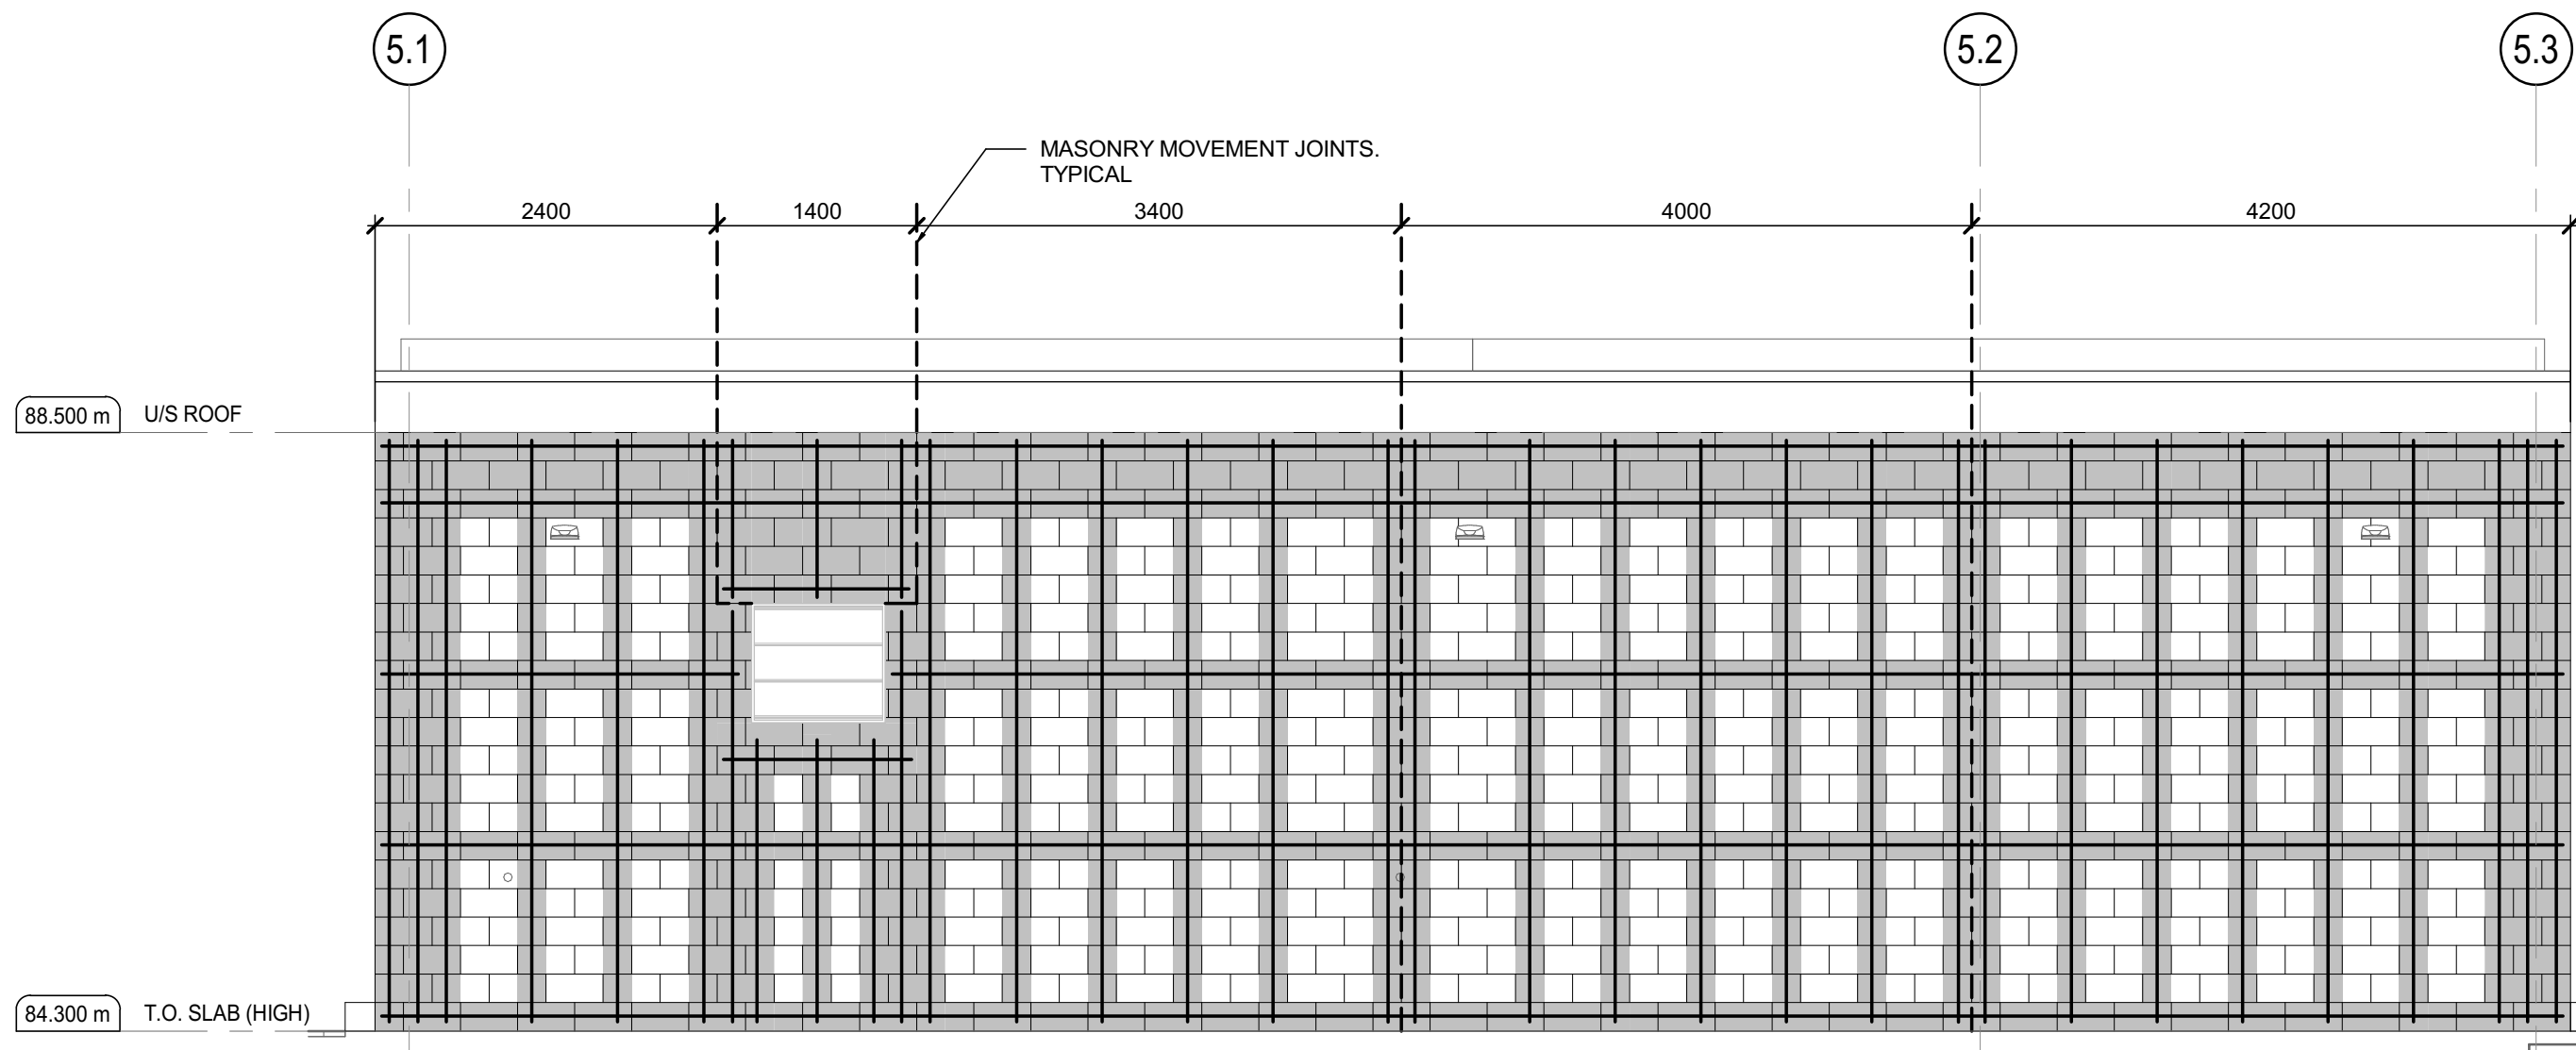 5.1
5.2
5.3
MASONRY MOVEMENT JOINTS.
TYPICAL
2400
1400
3400
4000
4200
88.500 m
U/S ROOF
84.300 m
T.O. SLAB (HIGH)